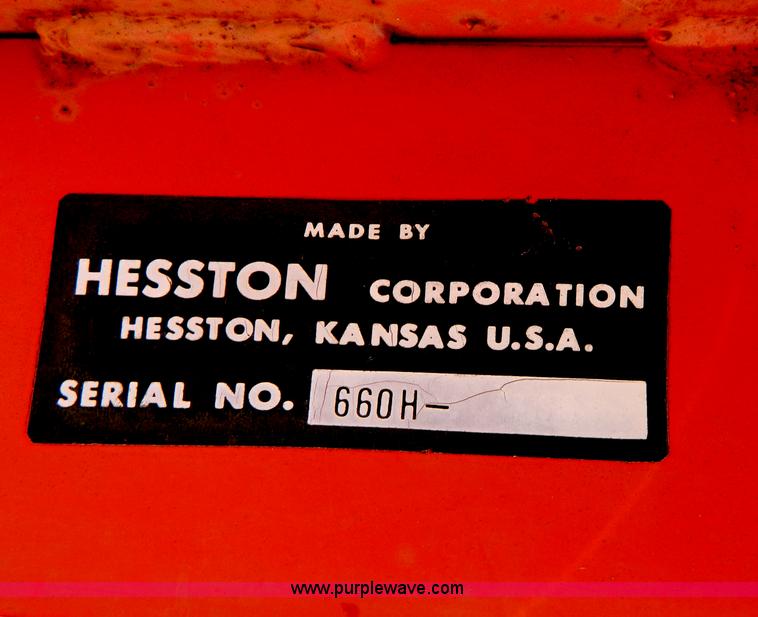 MADE BY
HESSTON CORPORATION
HESSTON, KANSAS U.S.A.
SERIAL NO. 660H-
www.purplewave.com